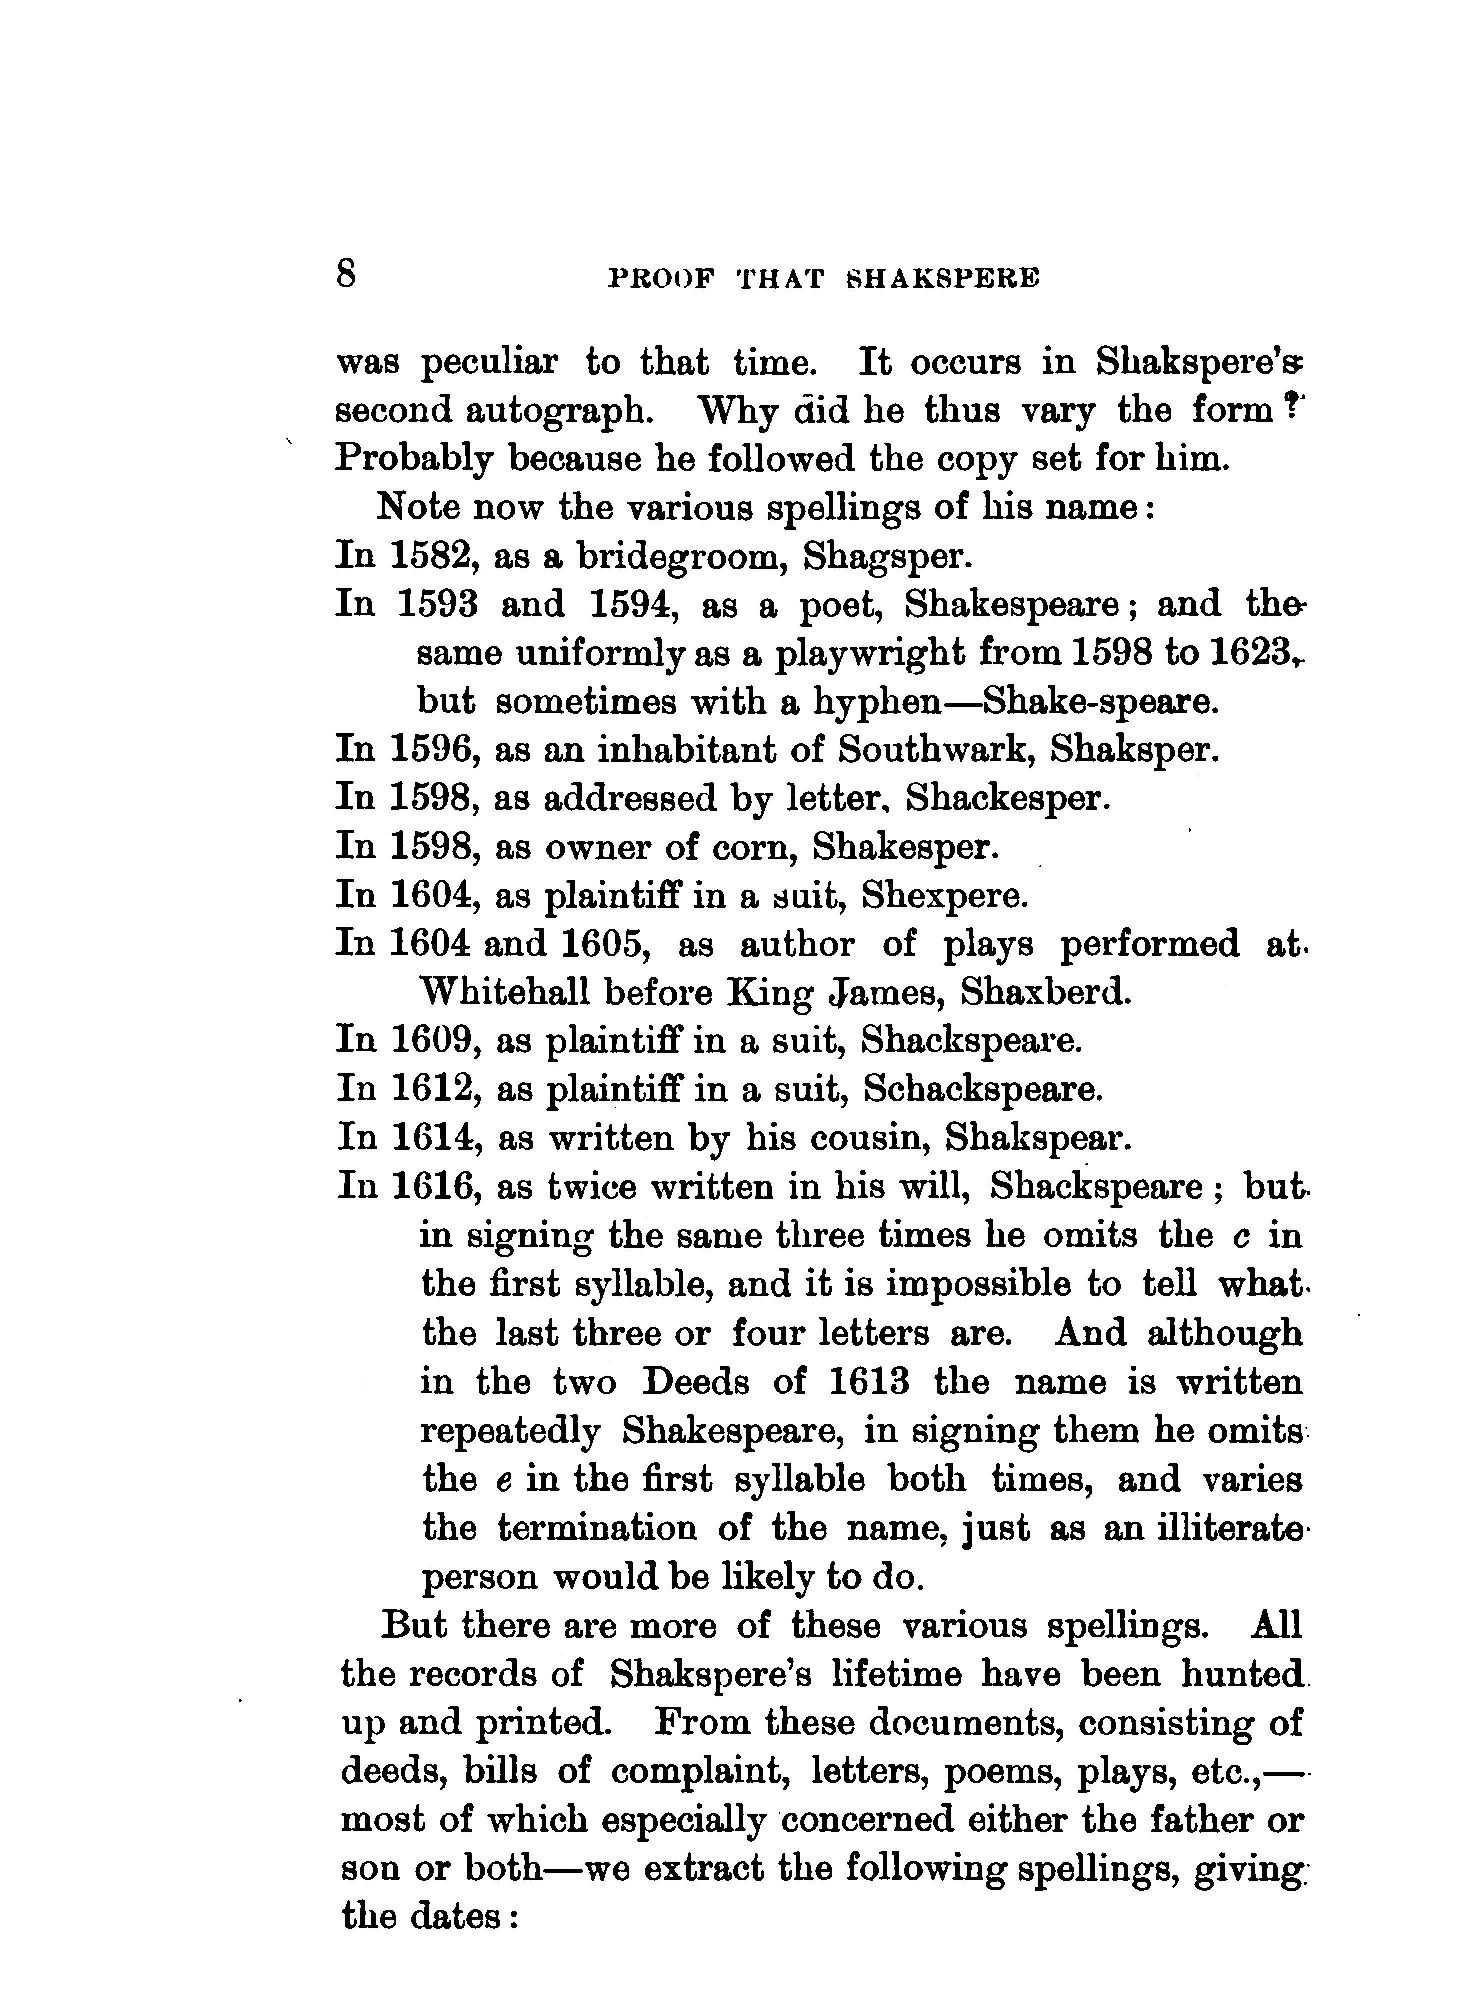 8 PROOF THAT SHAKSPERE
was peculiar to that time. It occurs in Shakspere's
second autograph. Why did he thus vary the form?
Probably because he followed the copy set for him.
Note now the various spellings of his name:
In 1582, as a bridegroom, Shagsper.
In 1593 and 1594, as a poet, Shakespeare; and the
same uniformly as a playwright from 1598 to 1623,
but sometimes with a hyphen—Shake-speare.
In 1596, as an inhabitant of Southwark, Shaksper.
In 1598, as addressed by letter, Shackesper.
In 1598, as owner of corn, Shakesper.
In 1604, as plaintiff in a suit, Shexpere.
In 1604 and 1605, as author of plays performed at
Whitehall before King James, Shaxberd.
In 1609, as plaintiff in a suit, Shackspeare.
In 1612, as plaintiff in a suit, Schackspeare.
In 1614, as written by his cousin, Shakspear.
In 1616, as twice written in his will, Shackspeare; but
in signing the same three times he omits the c in
the first syllable, and it is impossible to tell what
the last three or four letters are. And although
in the two Deeds of 1613 the name is written
repeatedly Shakespeare, in signing them he omits
the e in the first syllable both times, and varies
the termination of the name, just as an illiterate
person would be likely to do.
But there are more of these various spellings. All
the records of Shakspere's lifetime have been hunted
up and printed. From these documents, consisting of
deeds, bills of complaint, letters, poems, plays, etc.,—
most of which especially concerned either the father or
son or both—we extract the following spellings, giving
the dates: